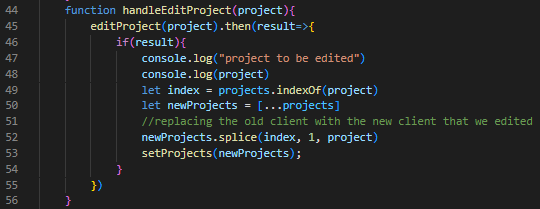 44 function handleEditProject(project){
45 editProject(project).then(result=>{
46 if(result){
47 console.log("project to be edited")
48 console.log(project)
49 let index = projects.indexOf(project)
50 let newProjects = [...projects]
51 //replacing the old client with the new client that we edited
52 newProjects.splice(index, 1, project)
53 setProjects(newProjects);
54 }
55 })
56 }